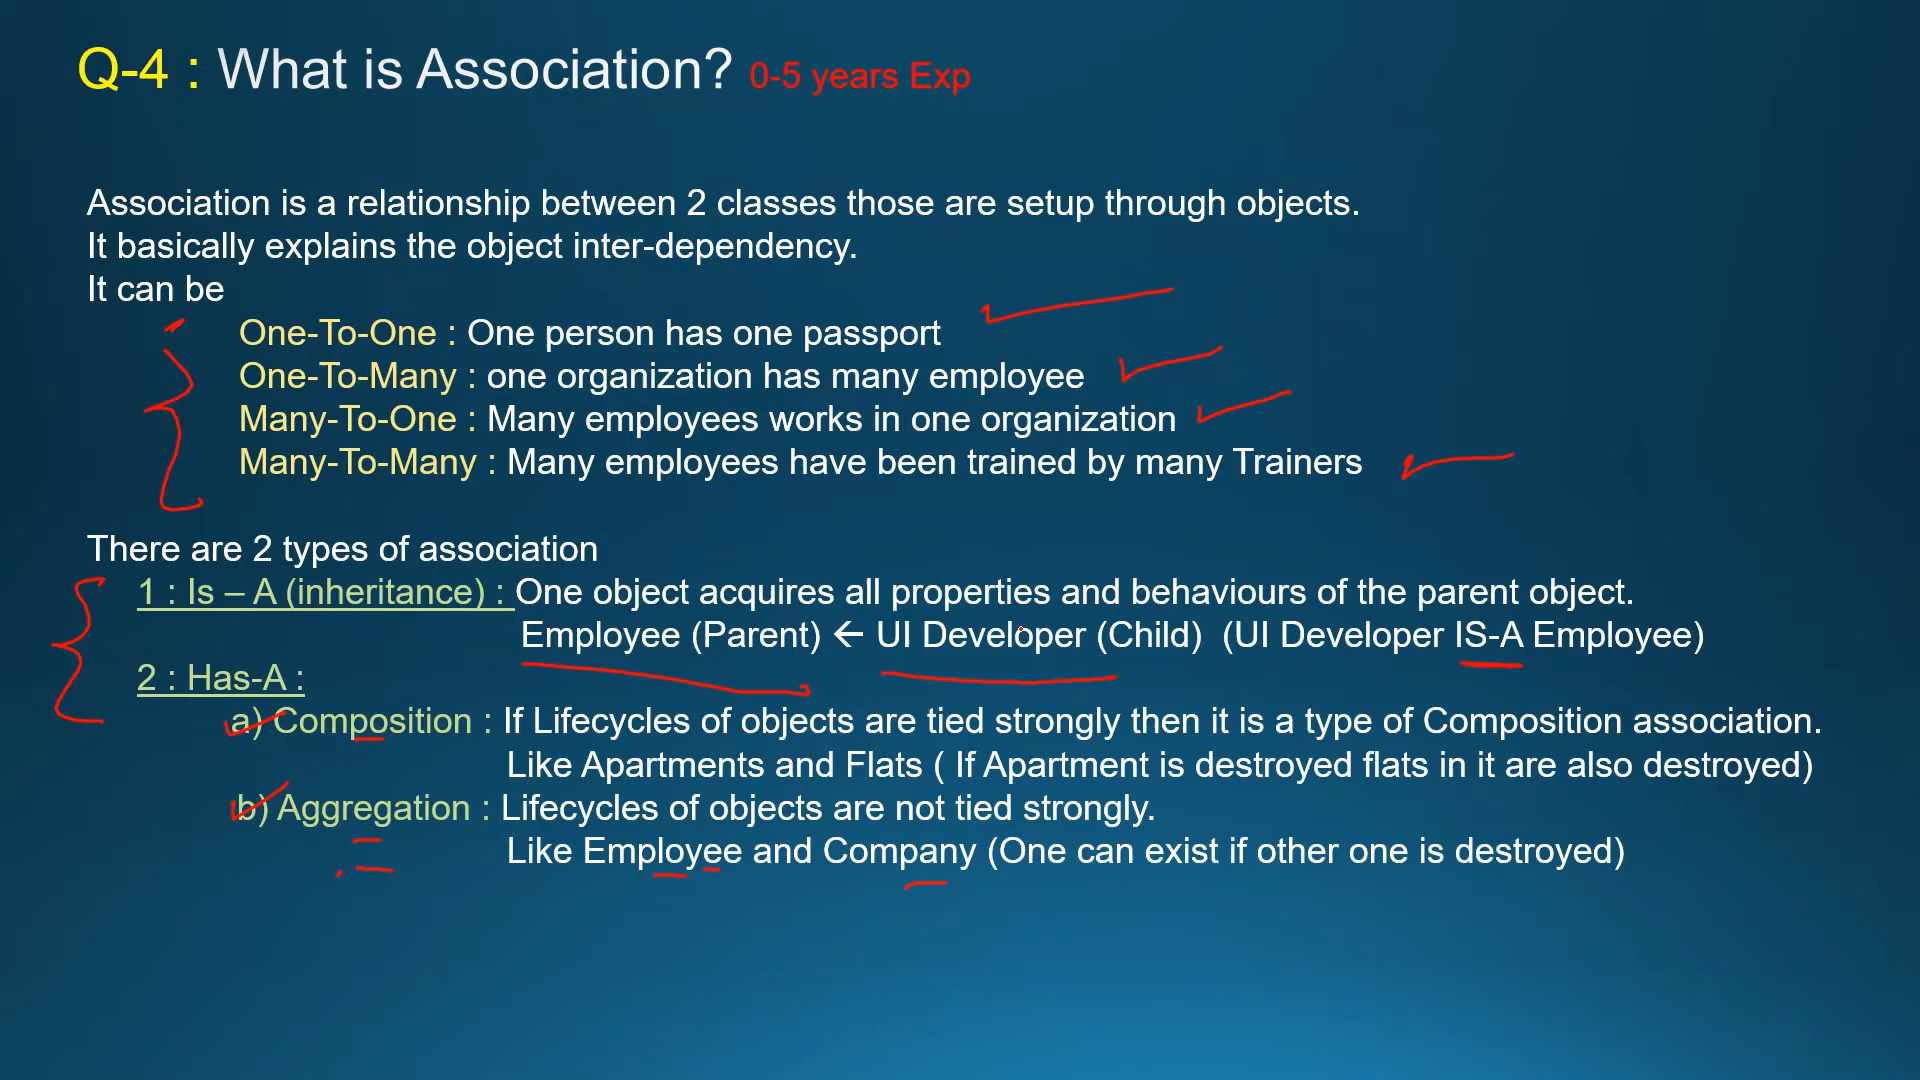 Q-4 : What is Association? 0-5 years Exp
Association is a relationship between 2 classes those are setup through objects.
It basically explains the object inter-dependency.
It can be
One-To-One : One person has one passport
One-To-Many : one organization has many employee
Many-To-One : Many employees works in one organization
Many-To-Many : Many employees have been trained by many Trainers
There are 2 types of association
1 : Is – A (inheritance) : One object acquires all properties and behaviours of the parent object.
Employee (Parent) ← UI Developer (Child) (UI Developer IS-A Employee)
2 : Has-A :
a) Composition : If Lifecycles of objects are tied strongly then it is a type of Composition association.
Like Apartments and Flats ( If Apartment is destroyed flats in it are also destroyed)
b) Aggregation : Lifecycles of objects are not tied strongly.
Like Employee and Company (One can exist if other one is destroyed)